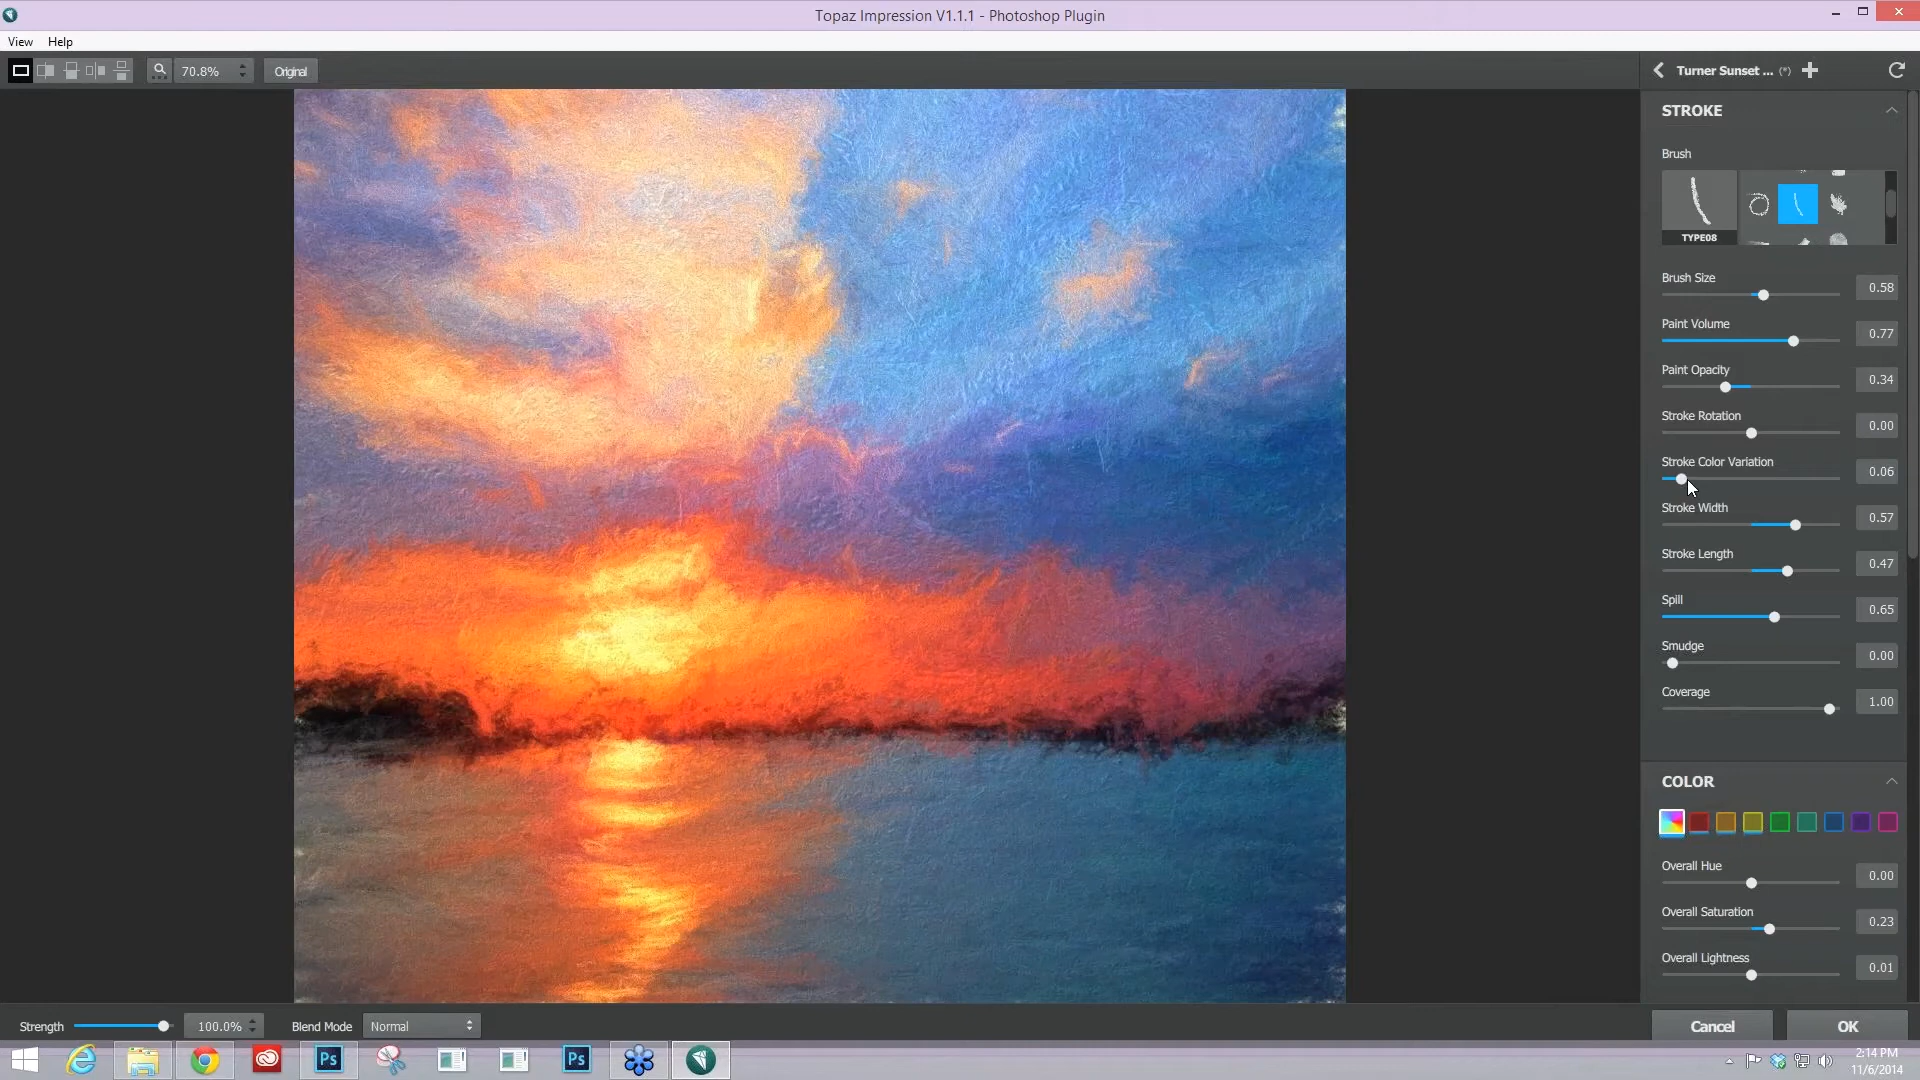 Topaz Impression V1.1.1 - Photoshop Plugin
View Help
70.8% Original
Turner Sunset ... (*)
STROKE
Brush
TYPE08
Brush Size 0.58
Paint Volume 0.77
Paint Opacity 0.34
Stroke Rotation 0.00
Stroke Color Variation 0.06
Stroke Width 0.57
Stroke Length 0.47
Spill 0.65
Smudge 0.00
Coverage 1.00
COLOR
Overall Hue 0.00
Overall Saturation 0.23
Overall Lightness 0.01
Strength 100.0% Blend Mode Normal
Cancel OK
Ps Ps
2:14 PM
11/6/2014